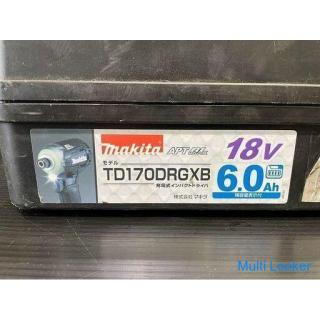 makita APT BL 18V
モデル
TD170DRGXB 6.0Ah
充電式インパクトドライバ
株式会社 マキタ
Multi Looker